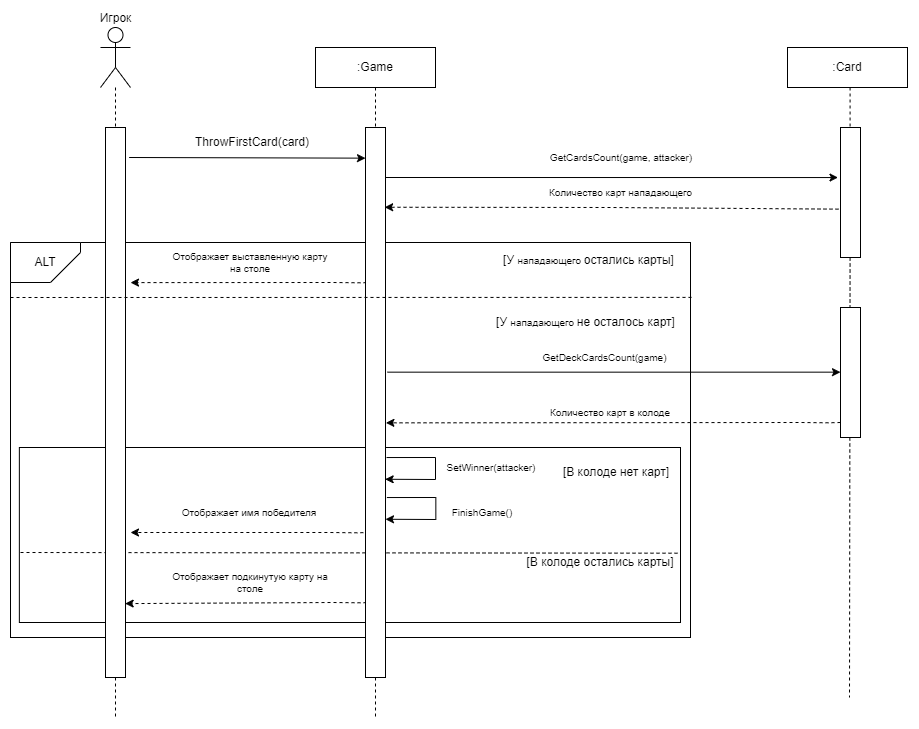 Игрок
:Game
:Card
ThrowFirstCard(card)
GetCardsCount(game, attacker)
Количество карт нападающего
ALT
Отображает выставленную карту
на столе
[У нападающего остались карты]
[У нападающего не осталось карт]
GetDeckCardsCount(game)
Количество карт в колоде
SetWinner(attacker)
[В колоде нет карт]
Отображает имя победителя
FinishGame()
[В колоде остались карты]
Отображает подкинутую карту на
столе